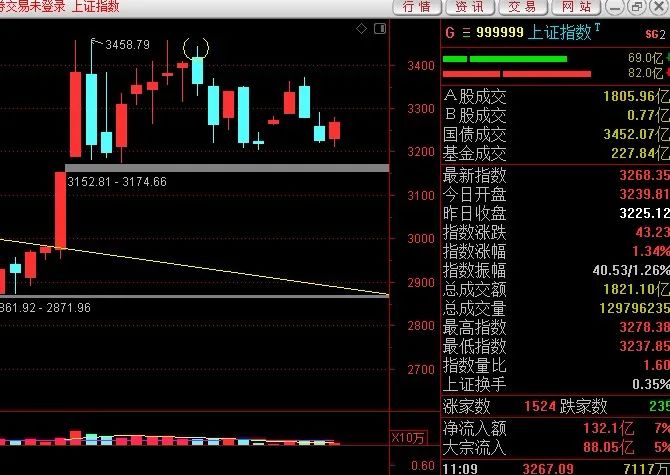 券交易未登录 上证指数
行 情 资 讯 交 易 网 站
G 三 999999 上证指数 T SG2
3458.79
69.0亿
3400
82.0亿
A股成交 1805.96亿
3300
B股成交 0.77亿
国债成交 3452.07亿
3200
基金成交 227.84亿
3152.81 - 3174.66
最新指数 3268.35
3100
今日开盘 3239.81
昨日收盘 3225.12
3000
指数涨跌 43.23
指数涨幅 1.34%
2900
指数振幅 40.53/1.26%
总成交额 1821.10亿
861.92 - 2871.96
总成交量 129796235
2800
最高指数 3278.38
最低指数 3237.85
2700
指数量比 1.60
上证换手 0.35%
涨家数 1524 跌家数 235
净流入额 132.1亿 7%
X10万
大宗流入 88.05亿 5%
0.60
11:09 3267.09 7117万